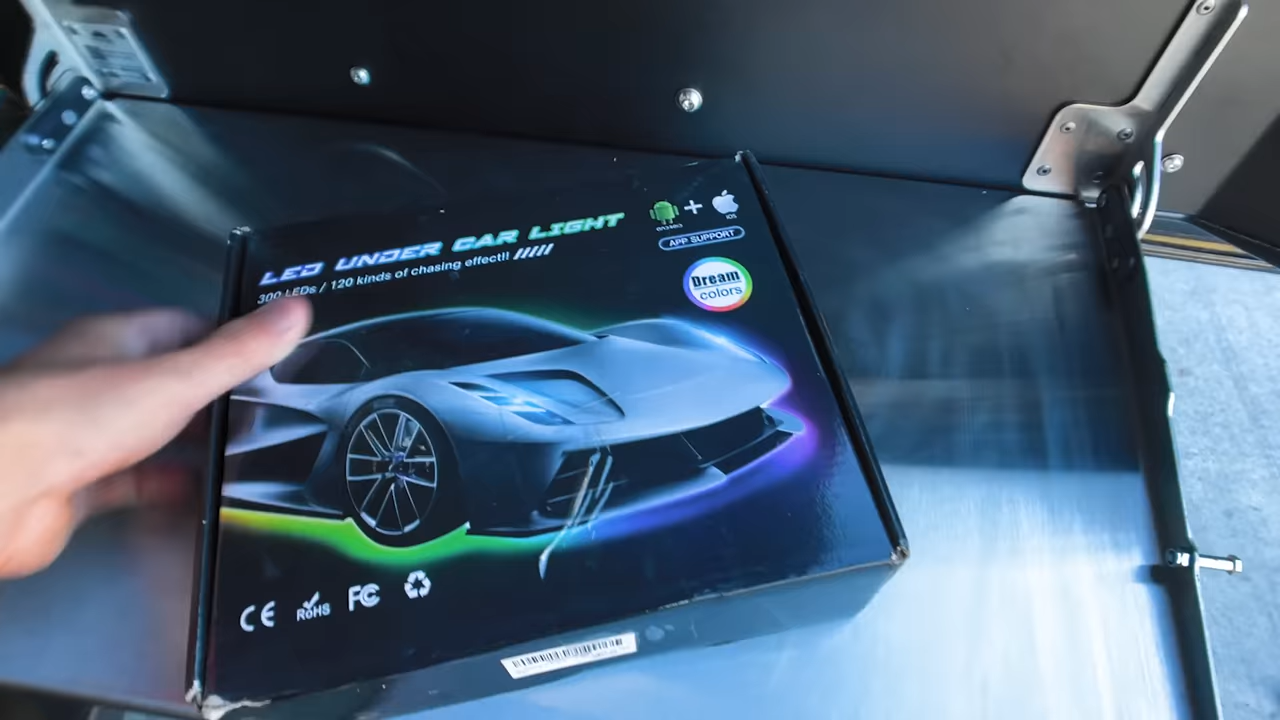 LED UNDER CAR LIGHT
300 LEDs / 120 kinds of chasing effect!! /////
ANDROID
iOS
APP SUPPORT
Dream
colors
CE
RoHS
FC